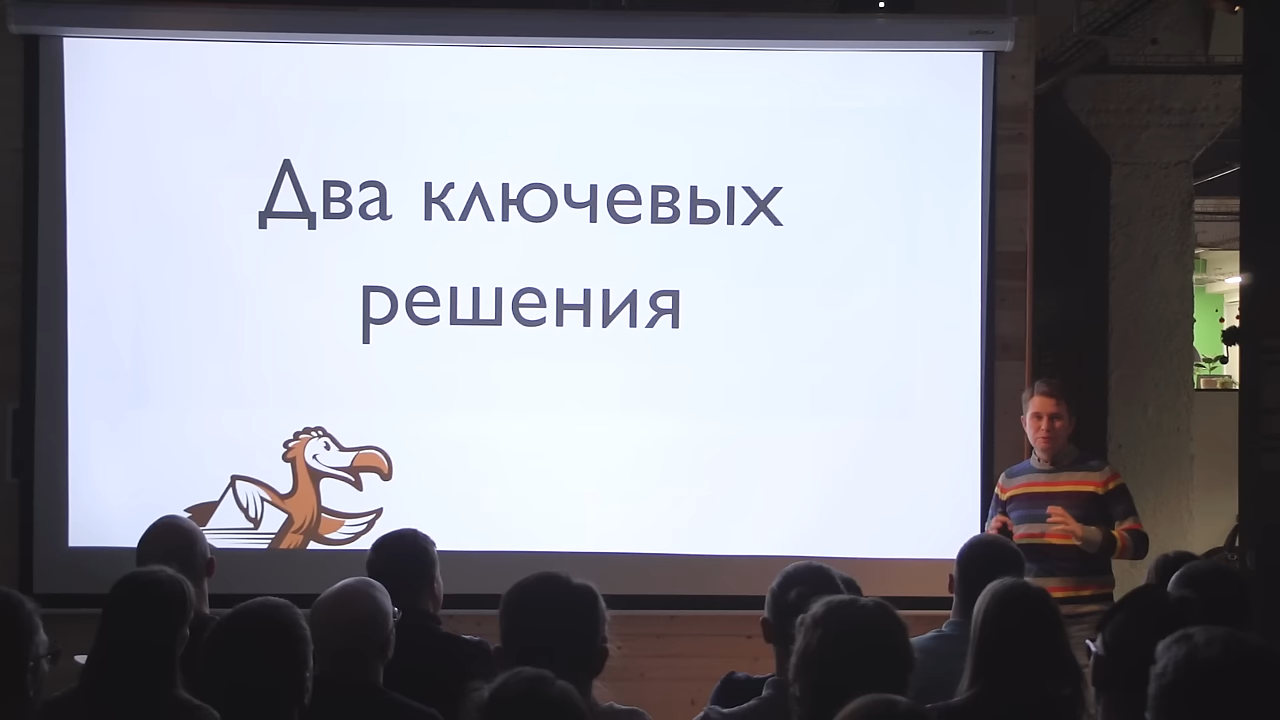 Два ключевых
решения